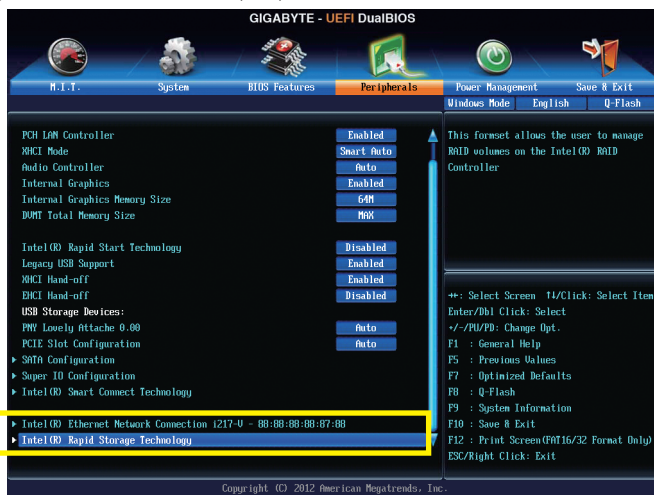 GIGABYTE - UEFI DualBIOS
M.I.T. System BIOS Features Peripherals Power Management Save & Exit
Windows Mode English Q-Flash
PCH LAN Controller Enabled
XHCI Mode Smart Auto
Audio Controller Auto
Internal Graphics Enabled
Internal Graphics Memory Size 64M
DVMT Total Memory Size MAX
Intel(R) Rapid Start Technology Disabled
Legacy USB Support Enabled
XHCI Hand-off Enabled
EHCI Hand-off Disabled
USB Storage Devices:
PNY Lovely Attache 0.00 Auto
PCIE Slot Configuration Auto
SATA Configuration
Super IO Configuration
Intel(R) Smart Connect Technology
Intel(R) Ethernet Network Connection i217-V - 88:88:88:88:87:88
Intel(R) Rapid Storage Technology
This formset allows the user to manage
RAID volumes on the Intel(R) RAID
Controller
→←: Select Screen ↑↓/Click: Select Item
Enter/Dbl Click: Select
+/-/PU/PD: Change Opt.
F1 : General Help
F5 : Previous Values
F7 : Optimized Defaults
F8 : Q-Flash
F9 : System Information
F10 : Save & Exit
F12 : Print Screen(FAT16/32 Format Only)
ESC/Right Click: Exit
Copyright (C) 2012 American Megatrends, Inc.